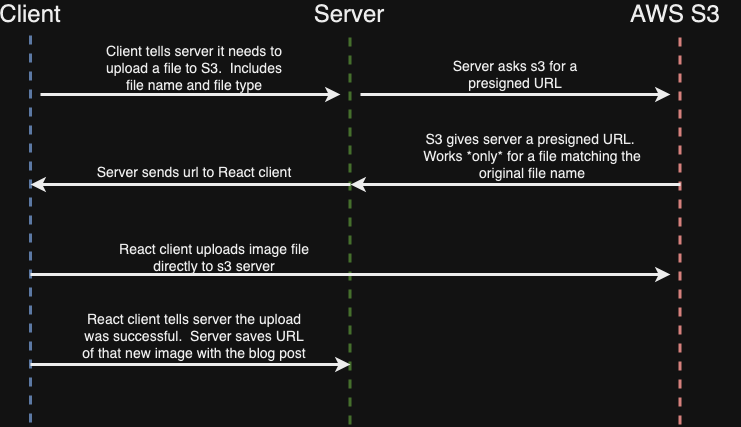 Client
Server
AWS S3
Client tells server it needs to
upload a file to S3.  Includes
file name and file type
Server asks s3 for a
presigned URL
S3 gives server a presigned URL.
Works *only* for a file matching the
original file name
Server sends url to React client
React client uploads image file
directly to s3 server
React client tells server the upload
was successful.  Server saves URL
of that new image with the blog post